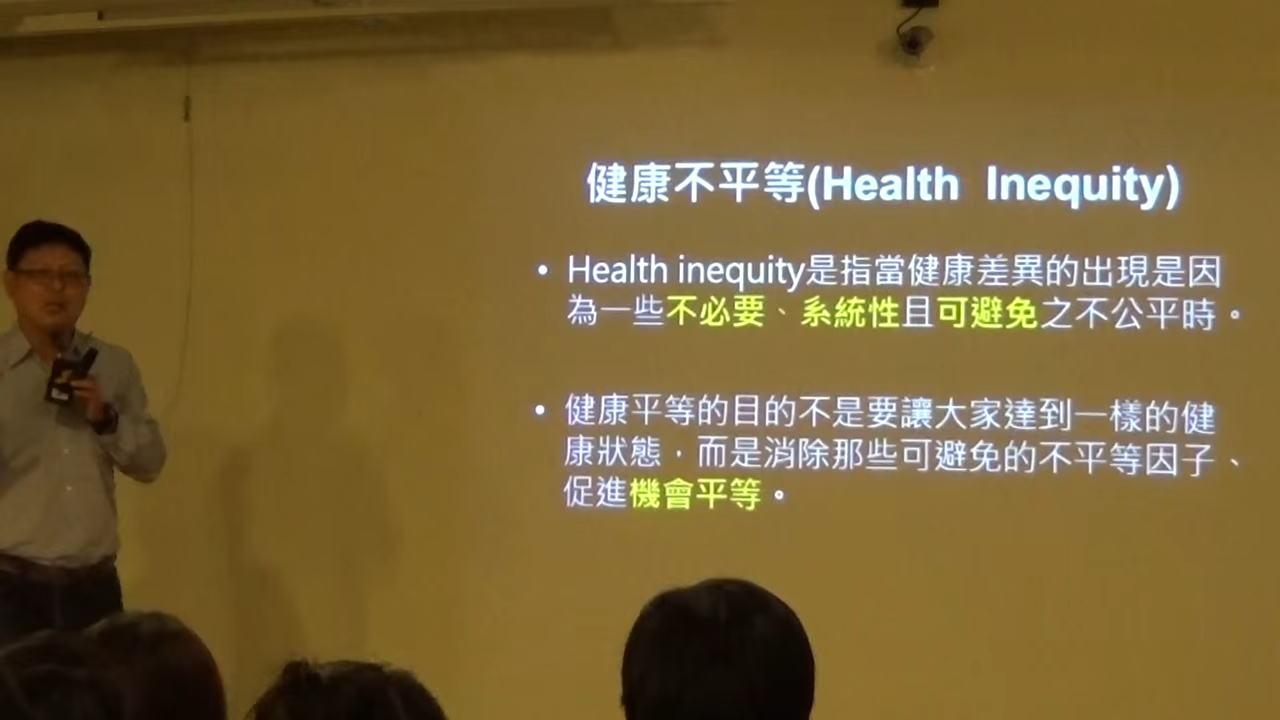 健康不平等(Health Inequity)
• Health inequity是指當健康差異的出現是因
為一些不必要、系統性且可避免之不公平時。
• 健康平等的目的不是要讓大家達到一樣的健
康狀態，而是消除那些可避免的不平等因子、
促進機會平等。